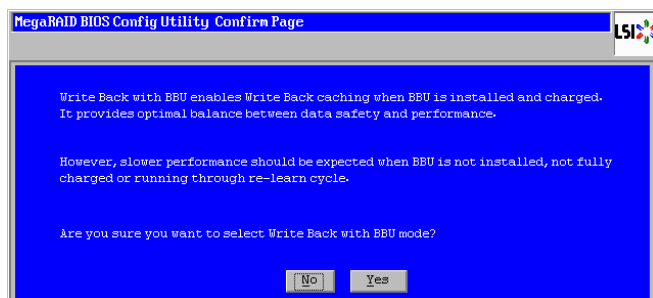 MegaRAID BIOS Config Utility Confirm Page
LSI
Write Back with BBU enables Write Back caching when BBU is installed and charged.
It provides optimal balance between data safety and performance.
However, slower performance should be expected when BBU is not installed, not fully
charged or running through re-learn cycle.
Are you sure you want to select Write Back with BBU mode?
No Yes